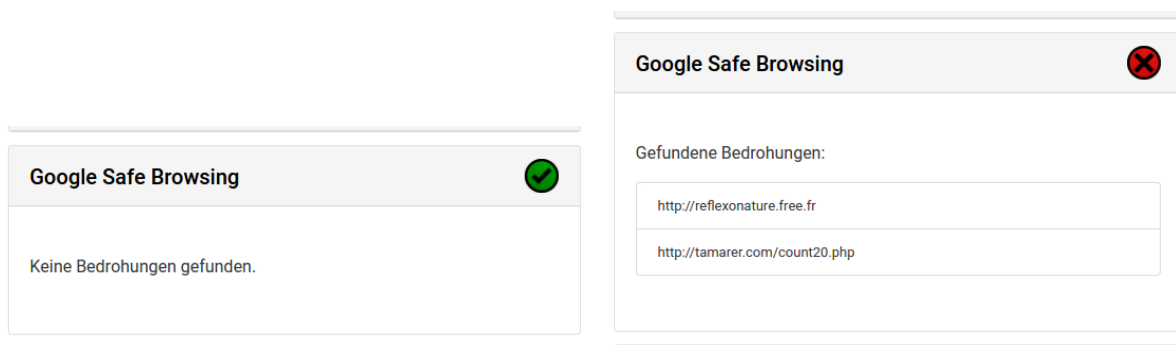 Google Safe Browsing
Keine Bedrohungen gefunden.
Google Safe Browsing
Gefundene Bedrohungen:
http://reflexonature.free.fr
http://tamarer.com/count20.php